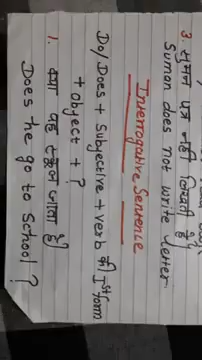 3. सुमन पत्र नहीं लिखती है
Sumon does not write letter
Interrogative Sentence
Do/Does + Subjective + verb की Ist form
+ object + ?
1. क्या वह स्कूल जाता है
Does he go to School ?